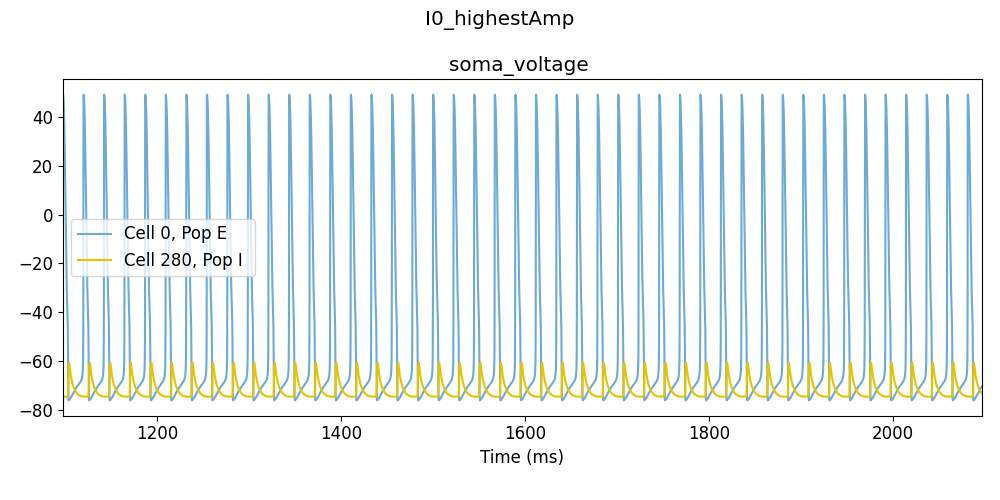 I0_highestAmp
soma_voltage
40
20
0
−20
−40
−60
−80
Cell 0, Pop E
Cell 280, Pop I
1200 1400 1600 1800 2000
Time (ms)